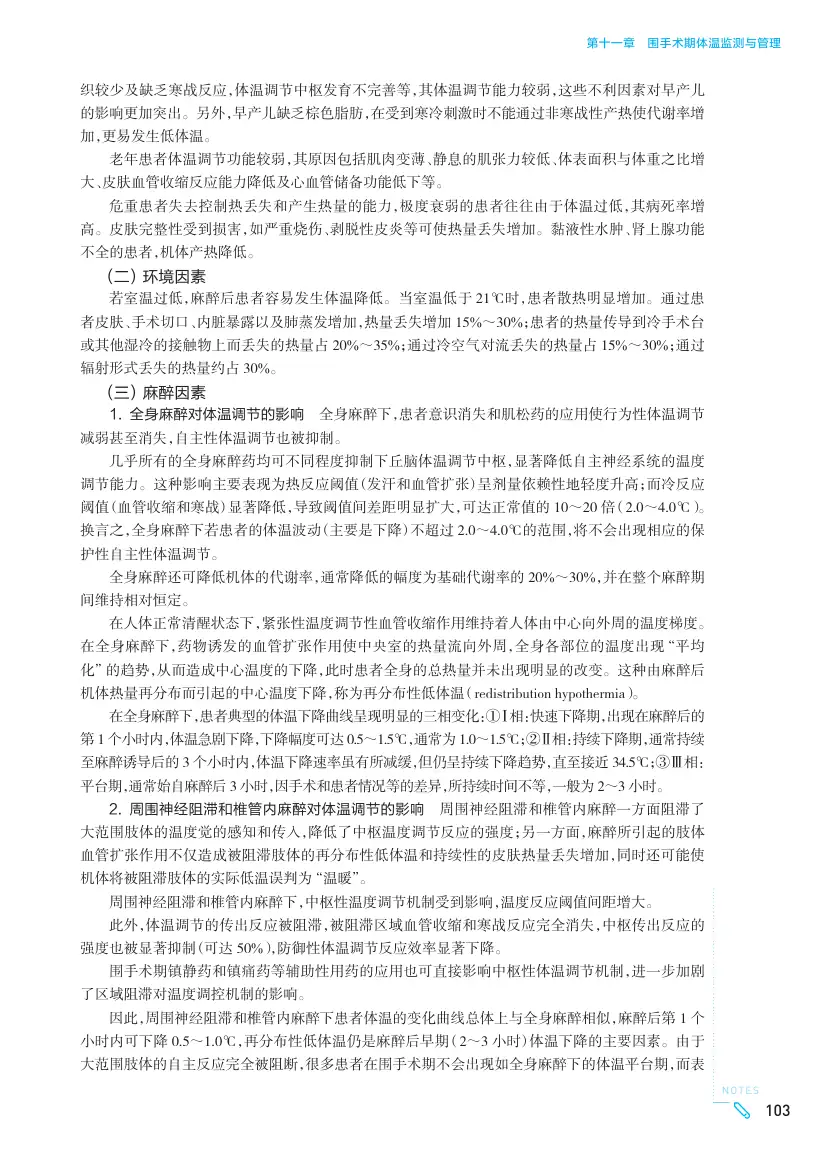 第十一章 围手术期体温监测与管理
织较少及缺乏寒战反应,体温调节中枢发育不完善等,其体温调节能力较弱,这些不利因素对早产儿
的影响更加突出。另外,早产儿缺乏棕色脂肪,在受到寒冷刺激时不能通过非寒战性产热使代谢率增
加,更易发生低体温。
老年患者体温调节功能较弱,其原因包括肌肉变薄、静息的肌张力较低、体表面积与体重之比增
大、皮肤血管收缩反应能力降低及心血管储备功能低下等。
危重患者失去控制热丢失和产生热量的能力,极度衰弱的患者往往由于体温过低,其病死率增
高。皮肤完整性受到损害,如严重烧伤、剥脱性皮炎等可使热量丢失增加。黏液性水肿、肾上腺功能
不全的患者,机体产热降低。
(二) 环境因素
若室温过低,麻醉后患者容易发生体温降低。当室温低于 21℃时,患者散热明显增加。通过患
者皮肤、手术切口、内脏暴露以及肺蒸发增加,热量丢失增加 15%～30%;患者的热量传导到冷手术台
或其他湿冷的接触物上而丢失的热量占 20%～35%;通过冷空气对流丢失的热量占 15%～30%;通过
辐射形式丢失的热量约占 30%。
(三) 麻醉因素
1. 全身麻醉对体温调节的影响 全身麻醉下,患者意识消失和肌松药的应用使行为性体温调节
减弱甚至消失,自主性体温调节也被抑制。
几乎所有的全身麻醉药均可不同程度抑制下丘脑体温调节中枢,显著降低自主神经系统的温度
调节能力。这种影响主要表现为热反应阈值(发汗和血管扩张)呈剂量依赖性地轻度升高;而冷反应
阈值(血管收缩和寒战)显著降低,导致阈值间差距明显扩大,可达正常值的 10～20 倍(2.0～4.0℃)。
换言之,全身麻醉下若患者的体温波动(主要是下降)不超过 2.0～4.0℃的范围,将不会出现相应的保
护性自主性体温调节。
全身麻醉还可降低机体的代谢率,通常降低的幅度为基础代谢率的 20%～30%,并在整个麻醉期
间维持相对恒定。
在人体正常清醒状态下,紧张性温度调节性血管收缩作用维持着人体由中心向外周的温度梯度。
在全身麻醉下,药物诱发的血管扩张作用使中央室的热量流向外周,全身各部位的温度出现“平均
化”的趋势,从而造成中心温度的下降,此时患者全身的总热量并未出现明显的改变。这种由麻醉后
机体热量再分布而引起的中心温度下降,称为再分布性低体温(redistribution hypothermia)。
在全身麻醉下,患者典型的体温下降曲线呈现明显的三相变化:①Ⅰ相:快速下降期,出现在麻醉后的
第 1 个小时内,体温急剧下降,下降幅度可达 0.5～1.5℃,通常为 1.0～1.5℃;②Ⅱ相:持续下降期,通常持续
至麻醉诱导后的 3 个小时内,体温下降速率虽有所减缓,但仍呈持续下降趋势,直至接近 34.5℃;③Ⅲ相:
平台期,通常始自麻醉后 3 小时,因手术和患者情况等的差异,所持续时间不等,一般为 2～3 小时。
2. 周围神经阻滞和椎管内麻醉对体温调节的影响 周围神经阻滞和椎管内麻醉一方面阻滞了
大范围肢体的温度觉的感知和传入,降低了中枢温度调节反应的强度;另一方面,麻醉所引起的肢体
血管扩张作用不仅造成被阻滞肢体的再分布性低体温和持续性的皮肤热量丢失增加,同时还可能使
机体将被阻滞肢体的实际低温误判为“温暖”。
周围神经阻滞和椎管内麻醉下,中枢性温度调节机制受到影响,温度反应阈值间距增大。
此外,体温调节的传出反应被阻滞,被阻滞区域血管收缩和寒战反应完全消失,中枢传出反应的
强度也被显著抑制(可达 50%),防御性体温调节反应效率显著下降。
围手术期镇静药和镇痛药等辅助性用药的应用也可直接影响中枢性体温调节机制,进一步加剧
了区域阻滞对温度调控机制的影响。
因此,周围神经阻滞和椎管内麻醉下患者体温的变化曲线总体上与全身麻醉相似,麻醉后第 1 个
小时内可下降 0.5～1.0℃,再分布性低体温仍是麻醉后早期(2～3 小时)体温下降的主要因素。由于
大范围肢体的自主反应完全被阻断,很多患者在围手术期不会出现如全身麻醉下的体温平台期,而表
NOTES
103